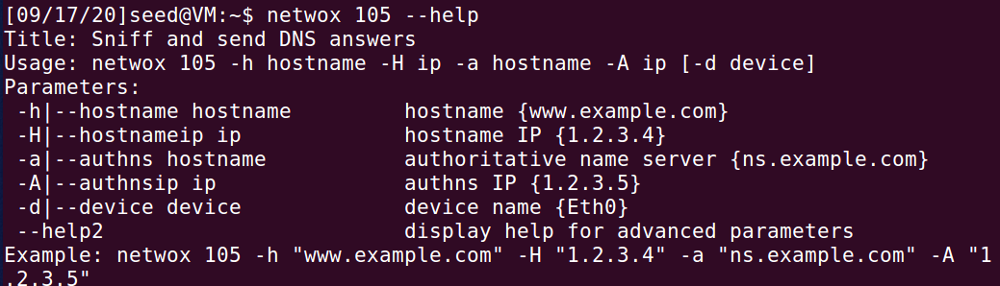 [09/17/20]seed@VM:~$ netwox 105 --help
Title: Sniff and send DNS answers
Usage: netwox 105 -h hostname -H ip -a hostname -A ip [-d device]
Parameters:
-h|--hostname hostname hostname {www.example.com}
-H|--hostnameip ip hostname IP {1.2.3.4}
-a|--authns hostname authoritative name server {ns.example.com}
-A|--authnsip ip authns IP {1.2.3.5}
-d|--device device device name {Eth0}
--help2 display help for advanced parameters
Example: netwox 105 -h "www.example.com" -H "1.2.3.4" -a "ns.example.com" -A "1
.2.3.5"